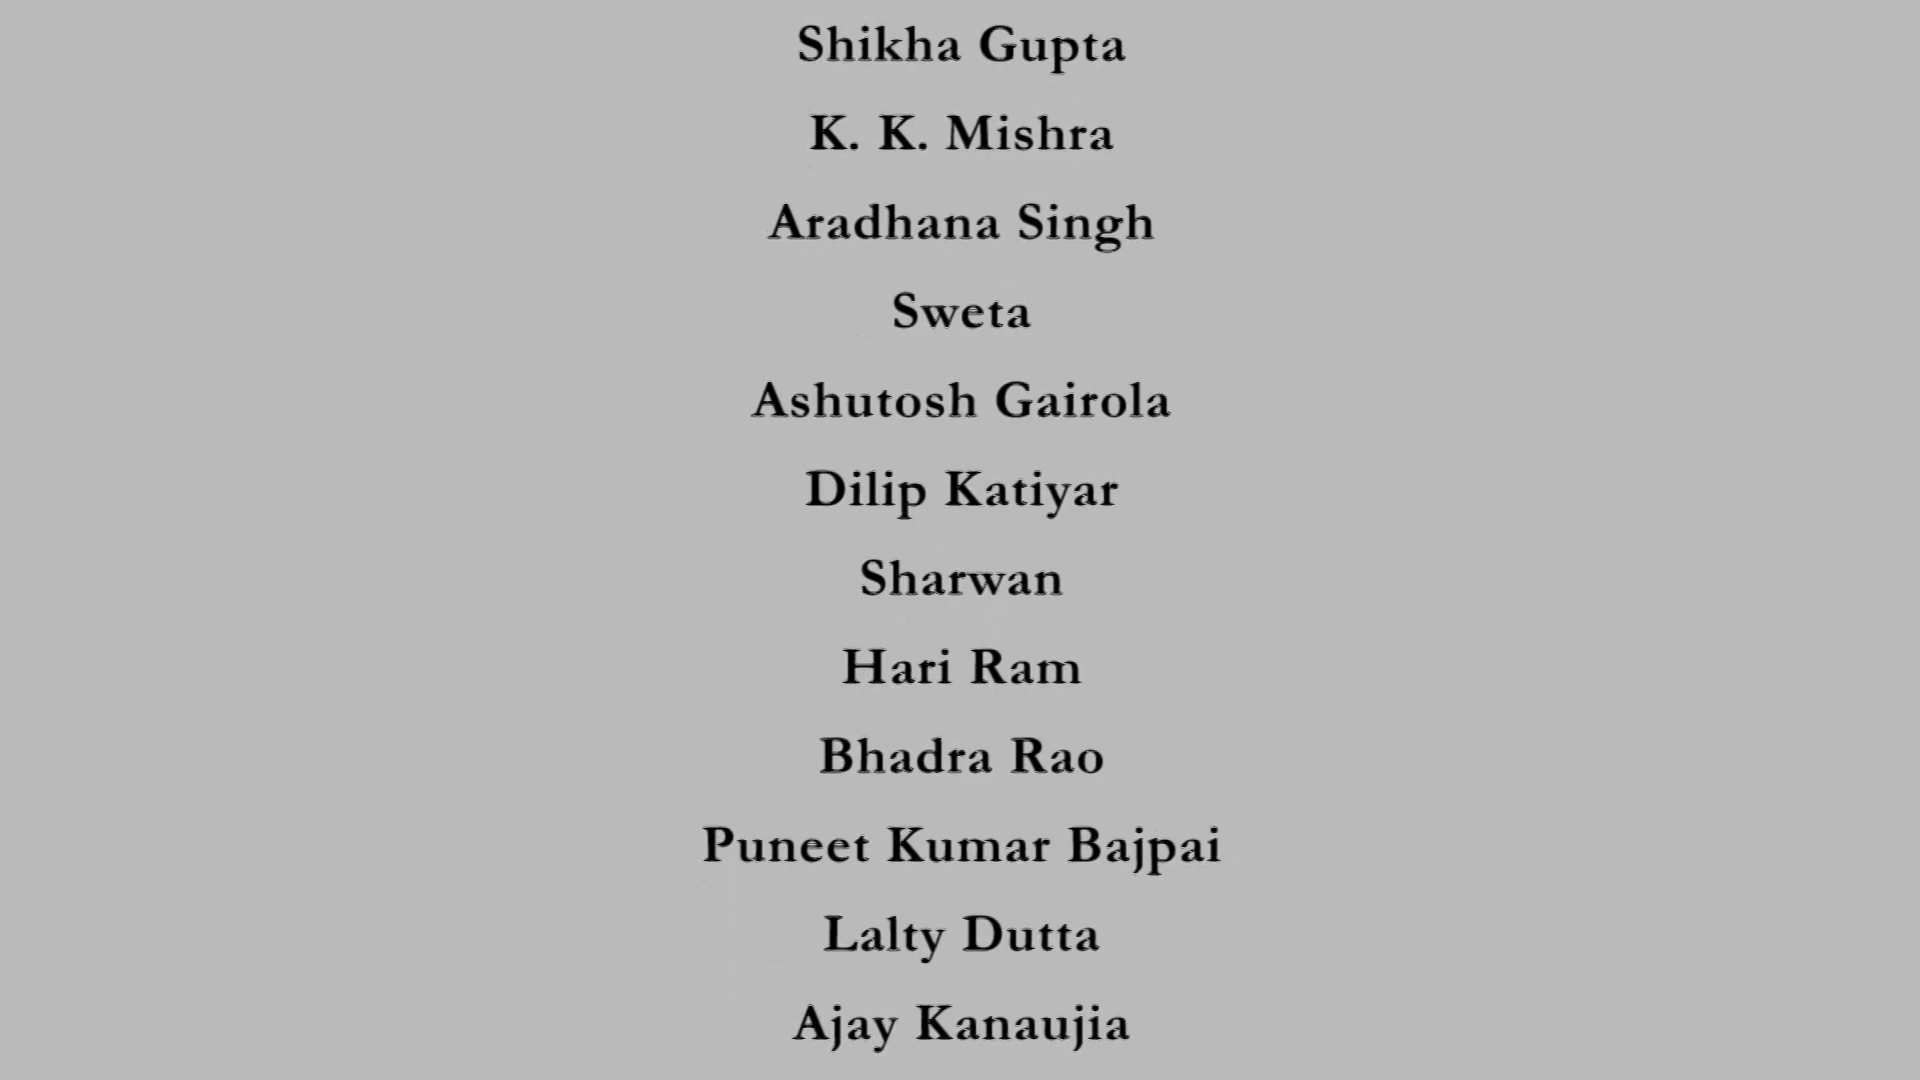 Shikha Gupta
K. K. Mishra
Aradhana Singh
Sweta
Ashutosh Gairola
Dilip Katiyar
Sharwan
Hari Ram
Bhadra Rao
Puneet Kumar Bajpai
Lalty Dutta
Ajay Kanaujia